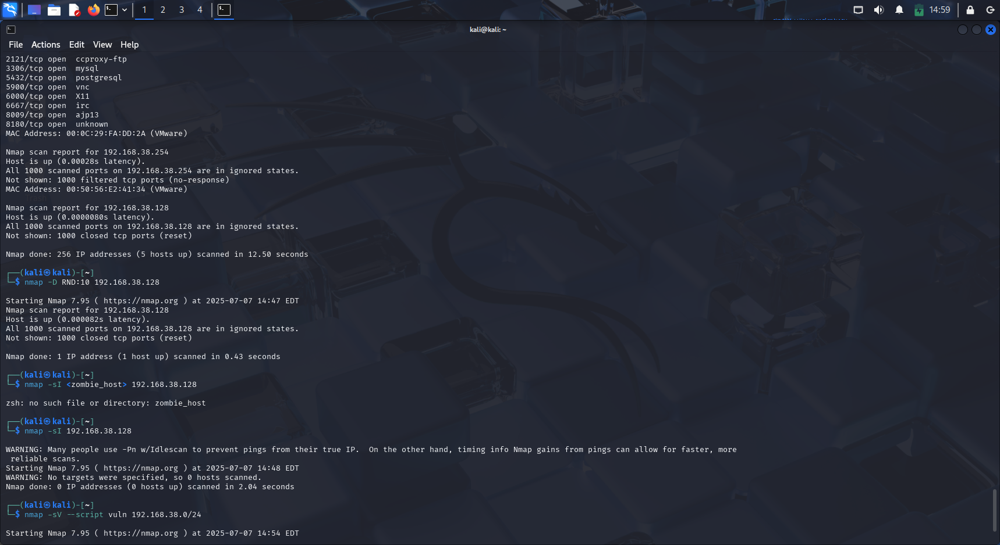 1 2 3 4 14:59
kali@kali: ~
File Actions Edit View Help
2121/tcp open  ccproxy-ftp
3306/tcp open  mysql
5432/tcp open  postgresql
5900/tcp open  vnc
6000/tcp open  X11
6667/tcp open  irc
8009/tcp open  ajp13
8180/tcp open  unknown
MAC Address: 00:0C:29:FA:DD:2A (VMware)
Nmap scan report for 192.168.38.254
Host is up (0.00028s latency).
All 1000 scanned ports on 192.168.38.254 are in ignored states.
Not shown: 1000 filtered tcp ports (no-response)
MAC Address: 00:50:56:E2:41:34 (VMware)
Trash
Nmap scan report for 192.168.38.128
Host is up (0.0000080s latency).
All 1000 scanned ports on 192.168.38.128 are in ignored states.
Not shown: 1000 closed tcp ports (reset)
Nmap done: 256 IP addresses (5 hosts up) scanned in 12.50 seconds
┌──(kali㉿kali)-[~]
└─$ nmap -D RND:10 192.168.38.128
Starting Nmap 7.95 ( https://nmap.org ) at 2025-07-07 14:47 EDT
Nmap scan report for 192.168.38.128
Host is up (0.000082s latency).
All 1000 scanned ports on 192.168.38.128 are in ignored states.
Not shown: 1000 closed tcp ports (reset)
Nmap done: 1 IP address (1 host up) scanned in 0.43 seconds
┌──(kali㉿kali)-[~]
└─$ nmap -sI <zombie_host> 192.168.38.128
zsh: no such file or directory: zombie_host
┌──(kali㉿kali)-[~]
└─$ nmap -sI 192.168.38.128
WARNING: Many people use -Pn w/Idlescan to prevent pings from their true IP.  On the other hand, timing info Nmap gains from pings can allow for faster, more
 reliable scans.
Starting Nmap 7.95 ( https://nmap.org ) at 2025-07-07 14:48 EDT
WARNING: No targets were specified, so 0 hosts scanned.
Nmap done: 0 IP addresses (0 hosts up) scanned in 2.04 seconds
┌──(kali㉿kali)-[~]
└─$ nmap -sV --script vuln 192.168.38.0/24
Starting Nmap 7.95 ( https://nmap.org ) at 2025-07-07 14:54 EDT